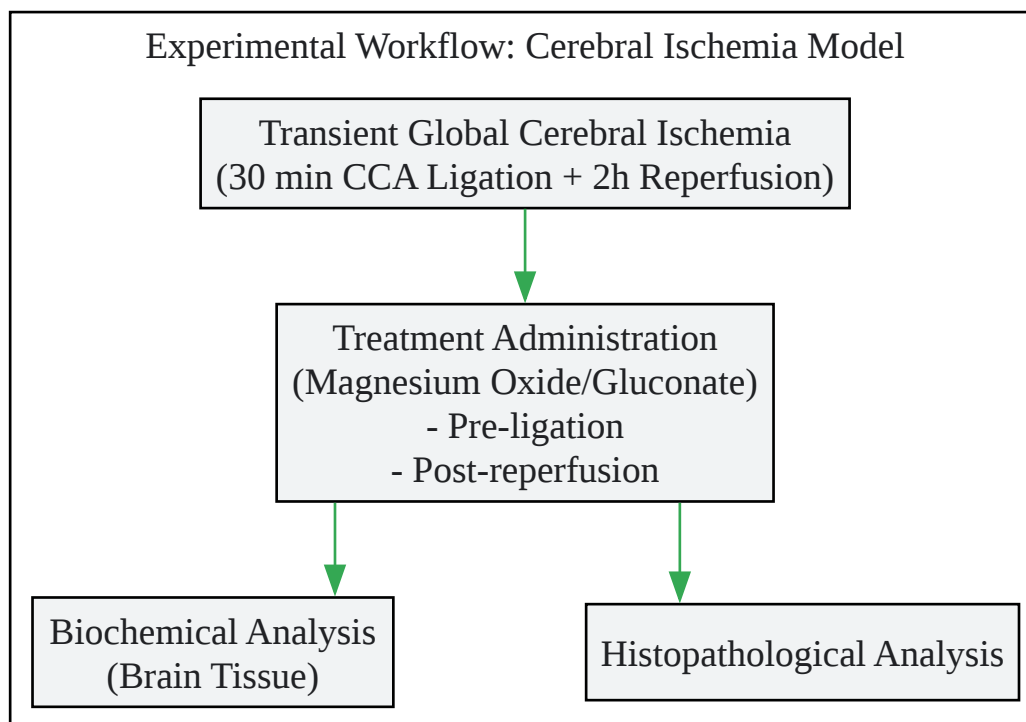 Experimental Workflow: Cerebral Ischemia Model
Transient Global Cerebral Ischemia
(30 min CCA Ligation + 2h Reperfusion)
Treatment Administration
(Magnesium Oxide/Gluconate)
- Pre-ligation
- Post-reperfusion
Biochemical Analysis
(Brain Tissue)
Histopathological Analysis